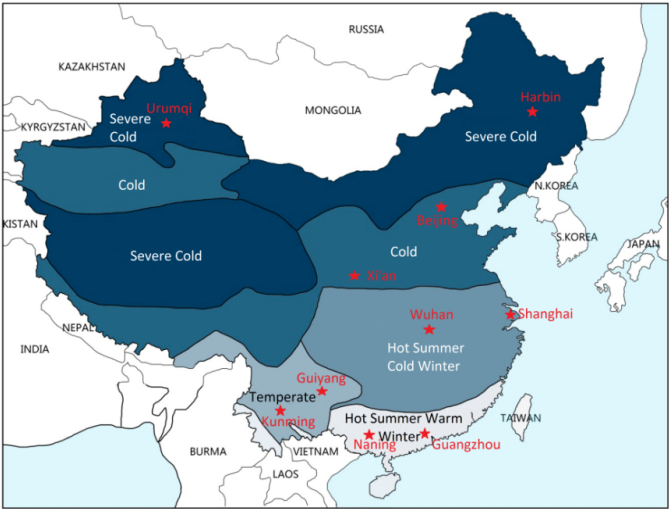 RUSSIA
KAZAKHSTAN
Urumqi
Harbin
MONGOLIA
Severe
Cold
KYRGYZSTAN
Severe Cold
Cold
N.KOREA
Beijing
KISTAN
S.KOREA
JAPAN
Cold
Severe Cold
Xi'an
Wuhan
Shanghai
NEPAL
Hot Summer
Cold Winter
INDIA
Guiyang
Temperate
Kunming
Hot Summer Warm
Winter
TAIWAN
Naning
Guangzhou
BURMA
VIETNAM
LAOS